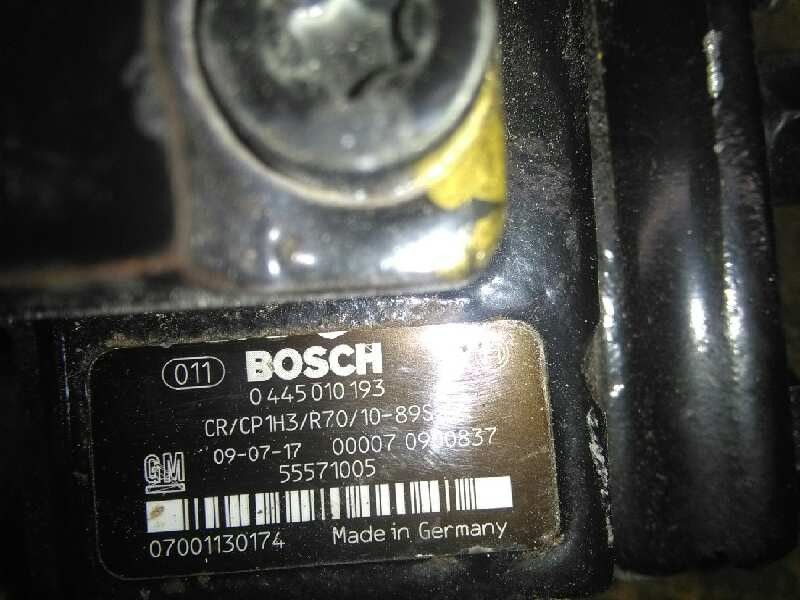 011 BOSCH
0 445 010 193
CR/CP1H3/R70/10-89S
GM 09-07-17 00007 0900837
55571005
07001130174 Made in Germany